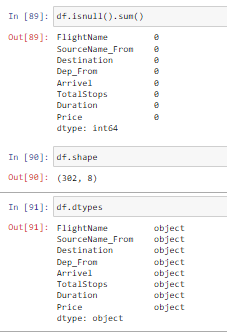 In [89]: df.isnull().sum()
Out[89]: FlightName 0
SourceName_From 0
Destination 0
Dep_From 0
Arrivel 0
TotalStops 0
Duration 0
Price 0
dtype: int64
In [90]: df.shape
Out[90]: (302, 8)
In [91]: df.dtypes
Out[91]: FlightName object
SourceName_From object
Destination object
Dep_From object
Arrivel object
TotalStops object
Duration object
Price object
dtype: object